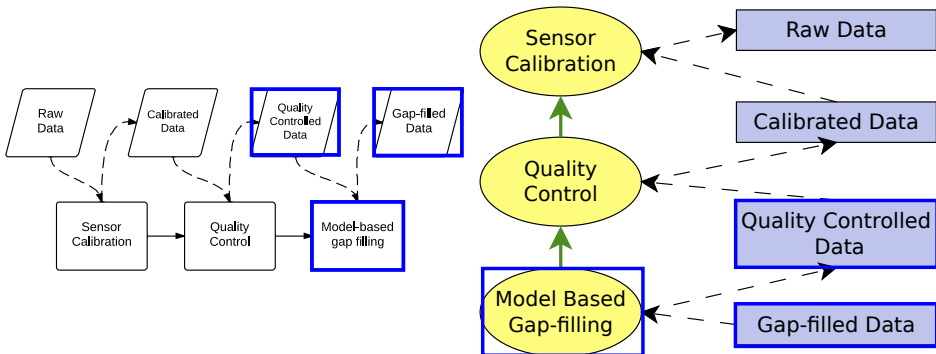 Raw
Data
Calibrated
Data
Quality
Controlled
Data
Gap-filled
Data
Sensor
Calibration
Quality
Control
Model-based
gap filling
Sensor
Calibration
Raw Data
Calibrated Data
Quality
Control
Quality Controlled
Data
Model Based
Gap-filling
Gap-filled Data